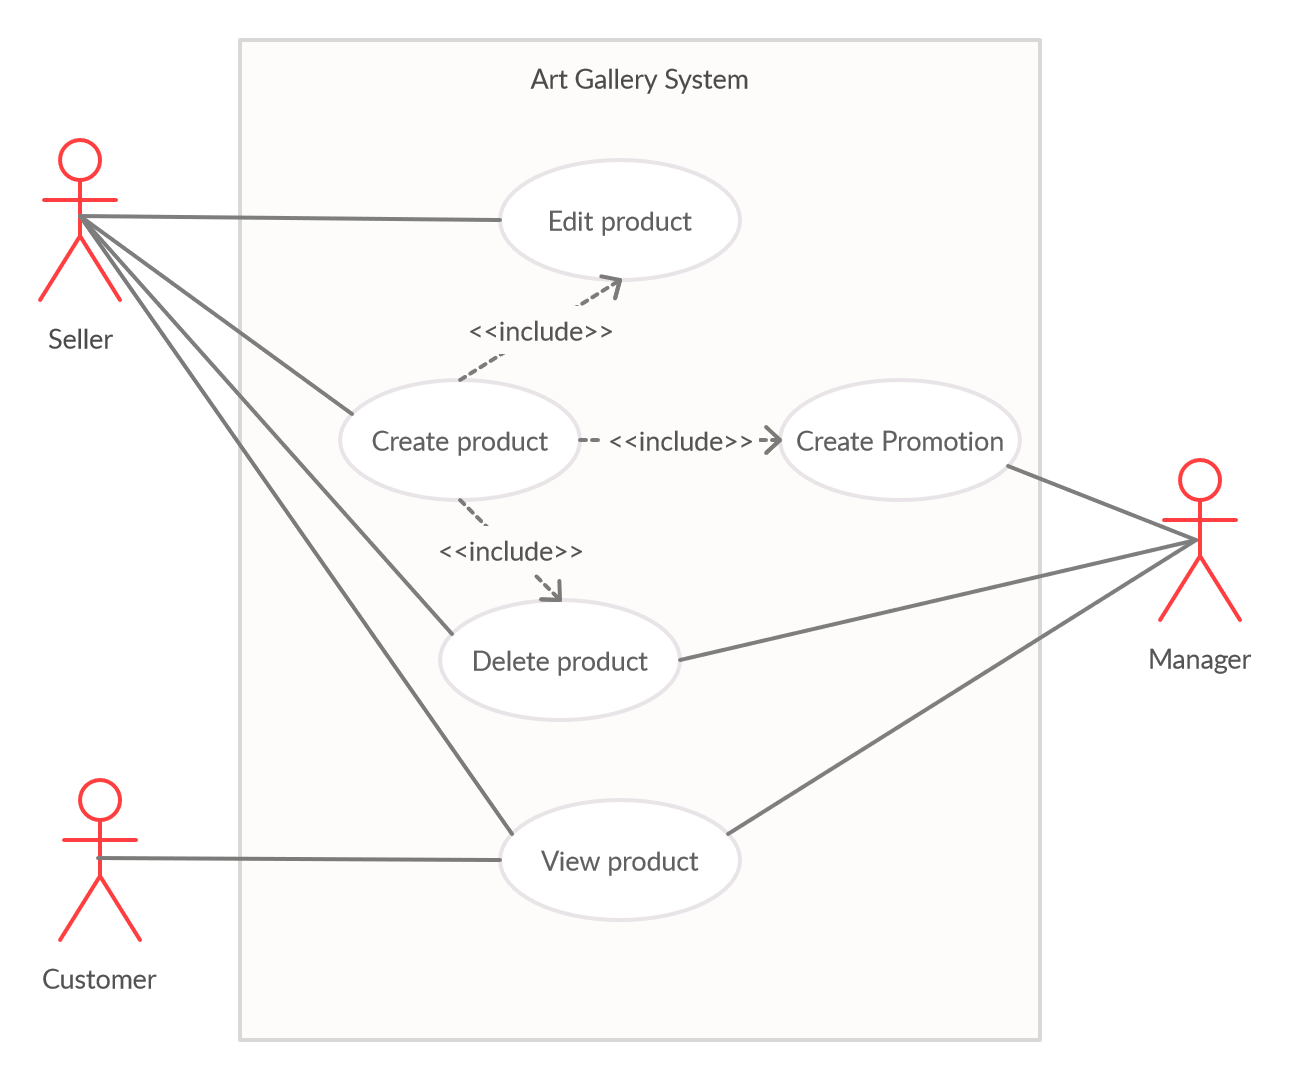 Art Gallery System
Edit product
Seller
<<include>>
Create product
<<include>>
Create Promotion
<<include>>
Delete product
Manager
View product
Customer